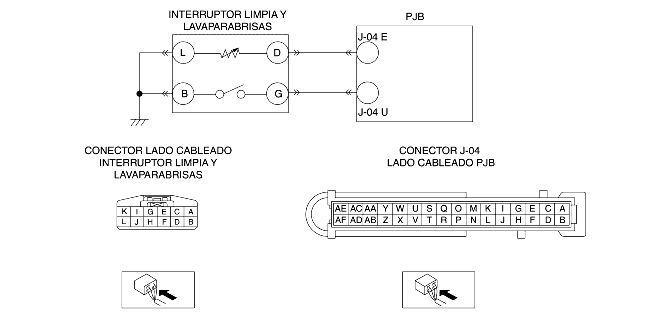 INTERRUPTOR LIMPIA Y
LAVAPARABRISAS
PJB
J-04 E
L
D
B
G
J-04 U
CONECTOR LADO CABLEADO
INTERRUPTOR LIMPIA Y
LAVAPARABRISAS
CONECTOR J-04
LADO CABLEADO PJB
K I G E C A
L J H F D B
AE AC AA Y W U S Q O M K I G E C A
AF AD AB Z X V T R P N L J H F D B